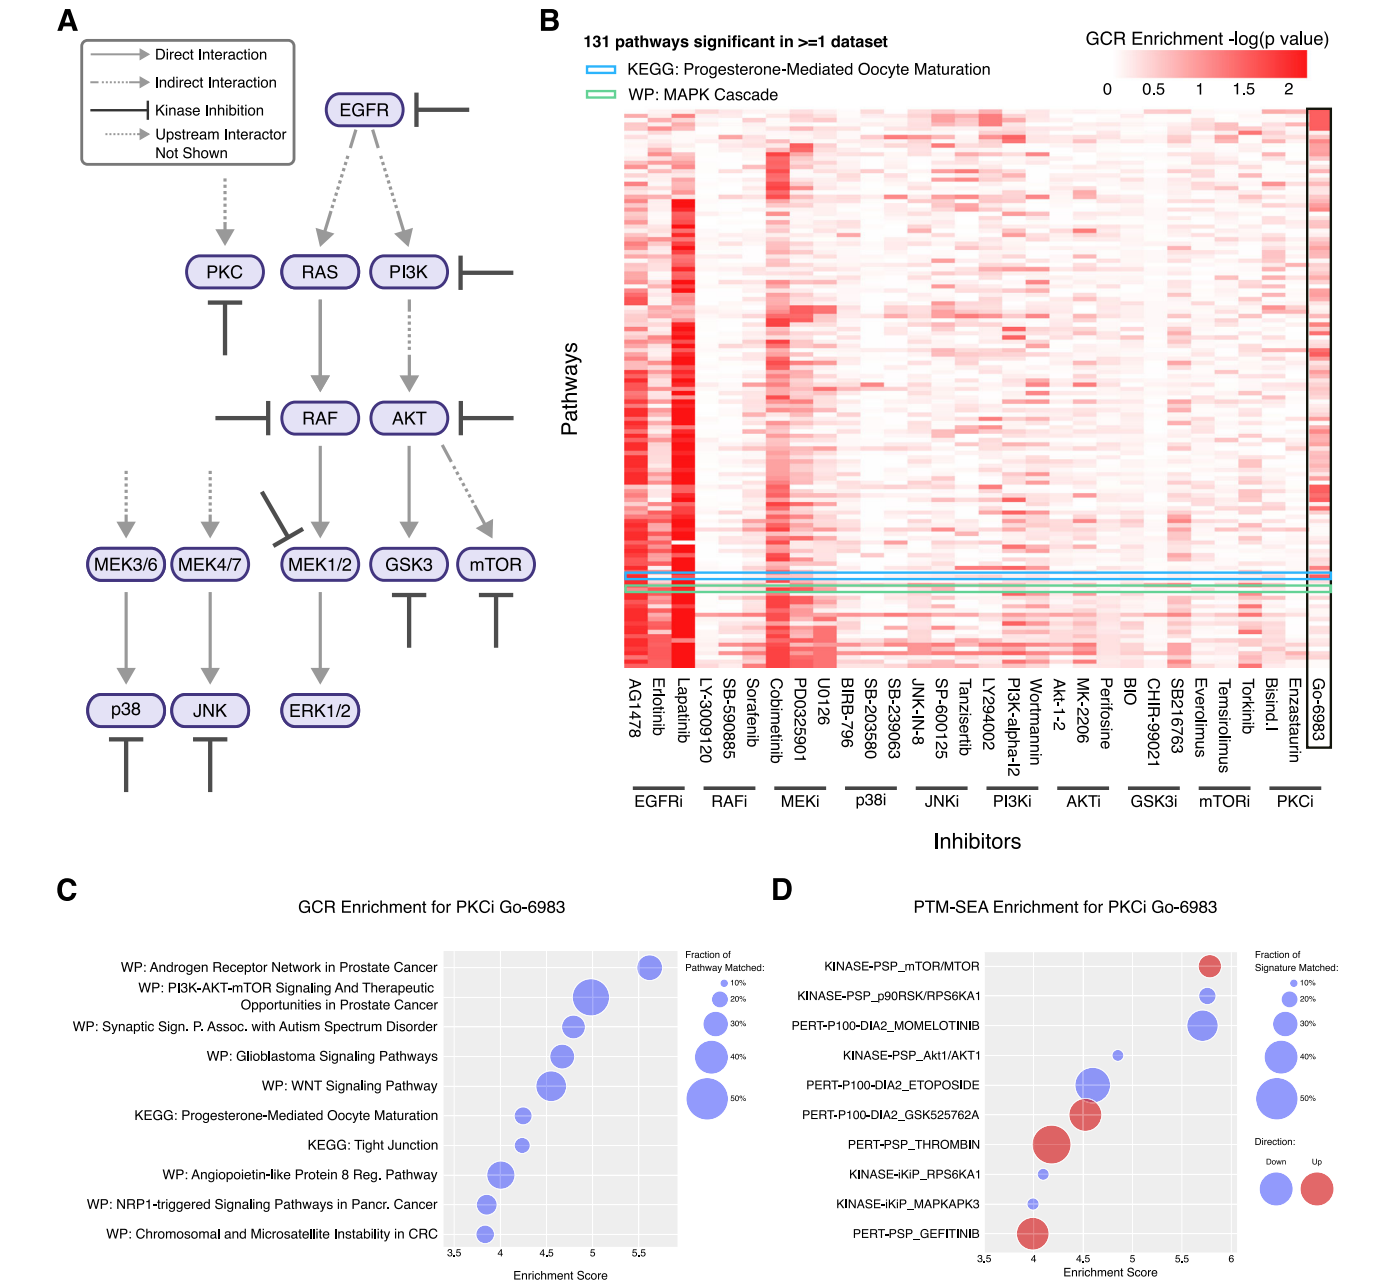 A
Direct Interaction
Indirect Interaction
Kinase Inhibition
Upstream Interactor
Not Shown
EGFR
PKC
RAS
PI3K
RAF
AKT
MEK3/6
MEK4/7
MEK1/2
GSK3
mTOR
p38
JNK
ERK1/2
B
131 pathways significant in >=1 dataset
KEGG: Progesterone-Mediated Oocyte Maturation
WP: MAPK Cascade
GCR Enrichment -log(p value)
0 0.5 1 1.5 2
Pathways
AG1478
Erlotinib
Lapatinib
LY-3009120
SB-590885
Sorafenib
Cobimetinib
PD0325901
U0126
BIRB-796
SB-203580
SB-239063
JNK-IN-8
SP-600125
Tanzisertib
LY294002
PI3K-alpha-I2
Wortmannin
Akt-1-2
MK-2206
Perifosine
BIO
CHIR-99021
SB216763
Everolimus
Temsirolimus
Torkinib
Bisind.I
Enzastaurin
Go-6983
EGFRi
RAFi
MEKi
p38i
JNKi
PI3Ki
AKTi
GSK3i
mTORi
PKCi
Inhibitors
C
GCR Enrichment for PKCi Go-6983
WP: Androgen Receptor Network in Prostate Cancer
WP: PI3K-AKT-mTOR Signaling And Therapeutic
Opportunities in Prostate Cancer
WP: Synaptic Sign. P. Assoc. with Autism Spectrum Disorder
WP: Glioblastoma Signaling Pathways
WP: WNT Signaling Pathway
KEGG: Progesterone-Mediated Oocyte Maturation
KEGG: Tight Junction
WP: Angiopoietin-like Protein 8 Reg. Pathway
WP: NRP1-triggered Signaling Pathways in Pancr. Cancer
WP: Chromosomal and Microsatellite Instability in CRC
3.5 4 4.5 5 5.5
Enrichment Score
Fraction of
Pathway Matched:
10%
20%
30%
40%
50%
D
PTM-SEA Enrichment for PKCi Go-6983
KINASE-PSP_mTOR/MTOR
KINASE-PSP_p90RSK/RPS6KA1
PERT-P100-DIA2_MOMELOTINIB
KINASE-PSP_Akt1/AKT1
PERT-P100-DIA2_ETOPOSIDE
PERT-P100-DIA2_GSK525762A
PERT-PSP_THROMBIN
KINASE-iKiP_RPS6KA1
KINASE-iKiP_MAPKAPK3
PERT-PSP_GEFITINIB
3.5 4 4.5 5 5.5 6
Enrichment Score
Fraction of
Signature Matched:
10%
20%
30%
40%
50%
Direction:
Down Up